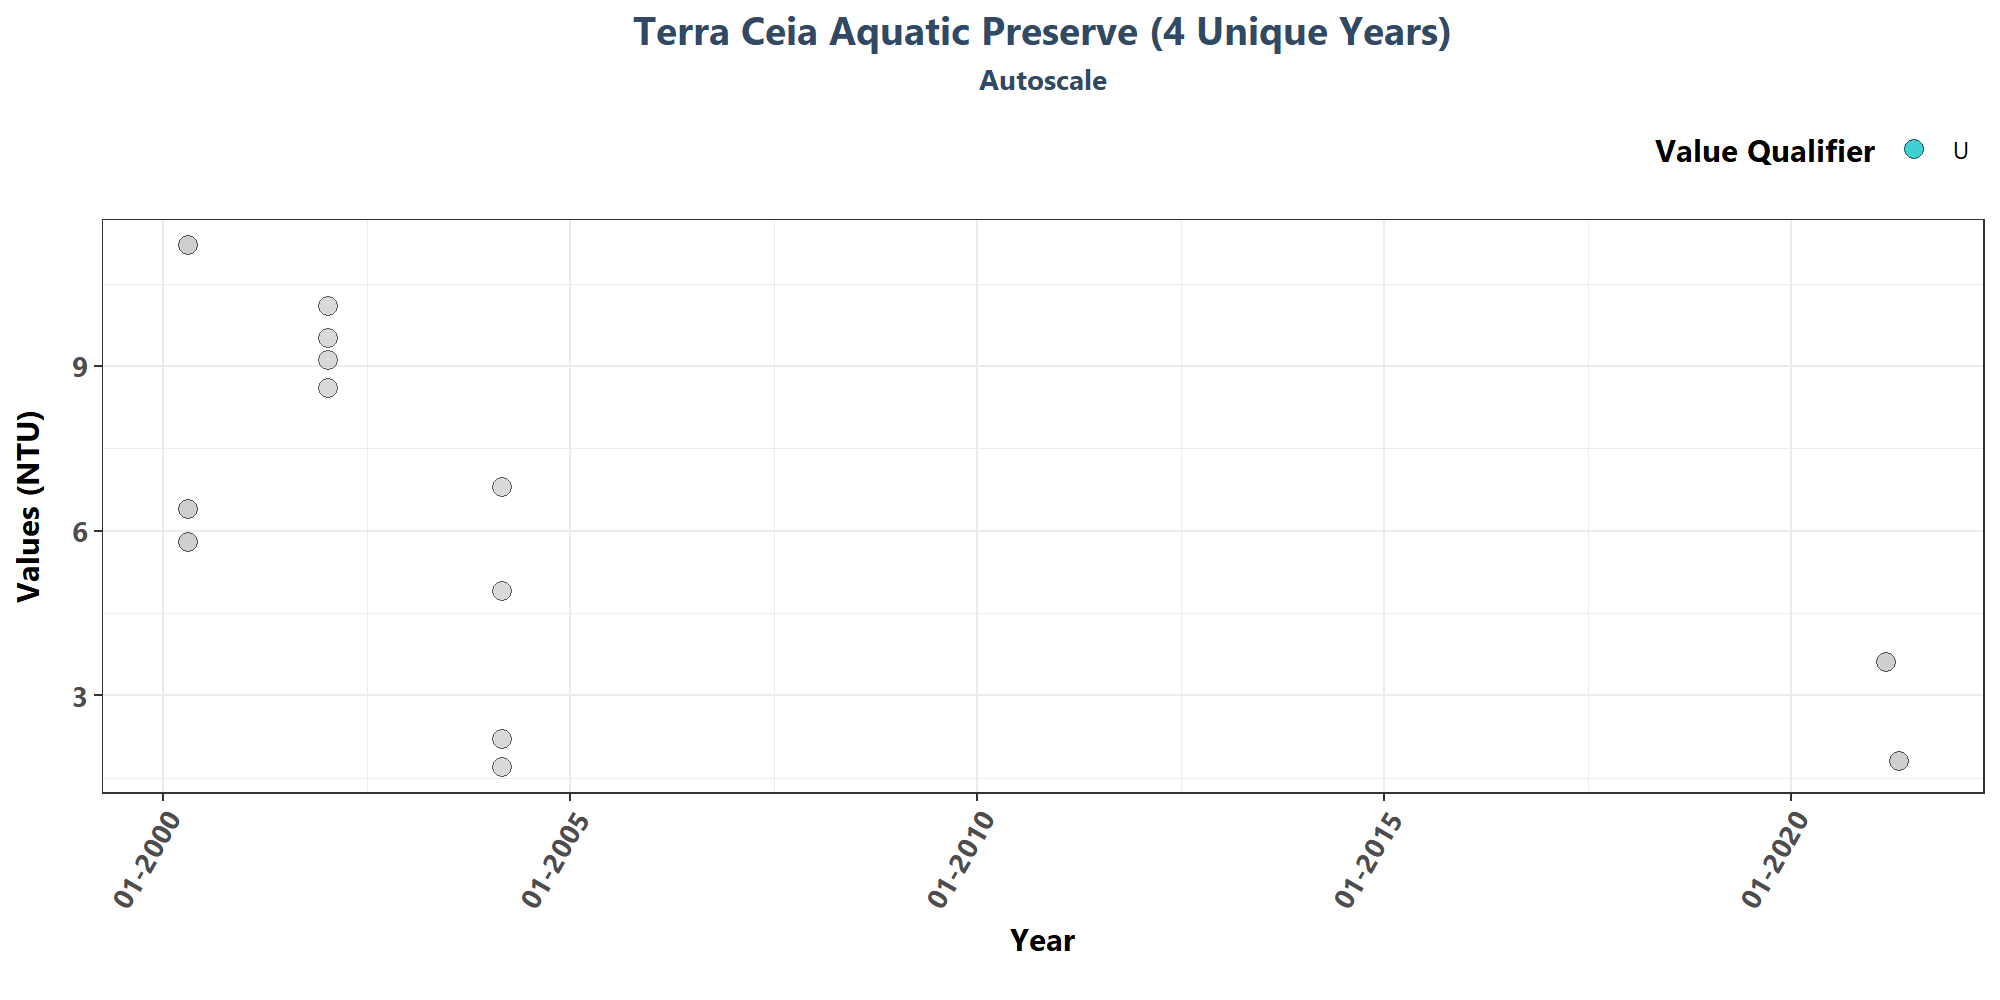 Terra Ceia Aquatic Preserve (4 Unique Years)
Autoscale
Value Qualifier U
9
6
3
Values (NTU)
01-2000 01-2005 01-2010 01-2015 01-2020
Year